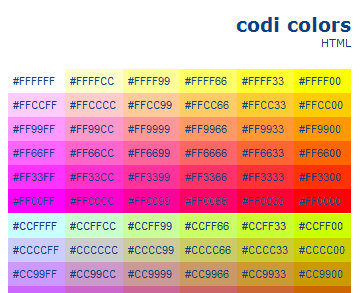 codi colors
HTML
#FFFFFF #FFFFCC #FFFF99 #FFFF66 #FFFF33 #FFFF00
#FFCCFF #FFCCCC #FFCC99 #FFCC66 #FFCC33 #FFCC00
#FF99FF #FF99CC #FF9999 #FF9966 #FF9933 #FF9900
#FF66FF #FF66CC #FF6699 #FF6666 #FF6633 #FF6600
#FF33FF #FF33CC #FF3399 #FF3366 #FF3333 #FF3300
#FF00FF #FF00CC #FF0099 #FF0066 #FF0033 #FF0000
#CCFFFF #CCFFCC #CCFF99 #CCFF66 #CCFF33 #CCFF00
#CCCCFF #CCCCCC #CCCC99 #CCCC66 #CCCC33 #CCCC00
#CC99FF #CC99CC #CC9999 #CC9966 #CC9933 #CC9900